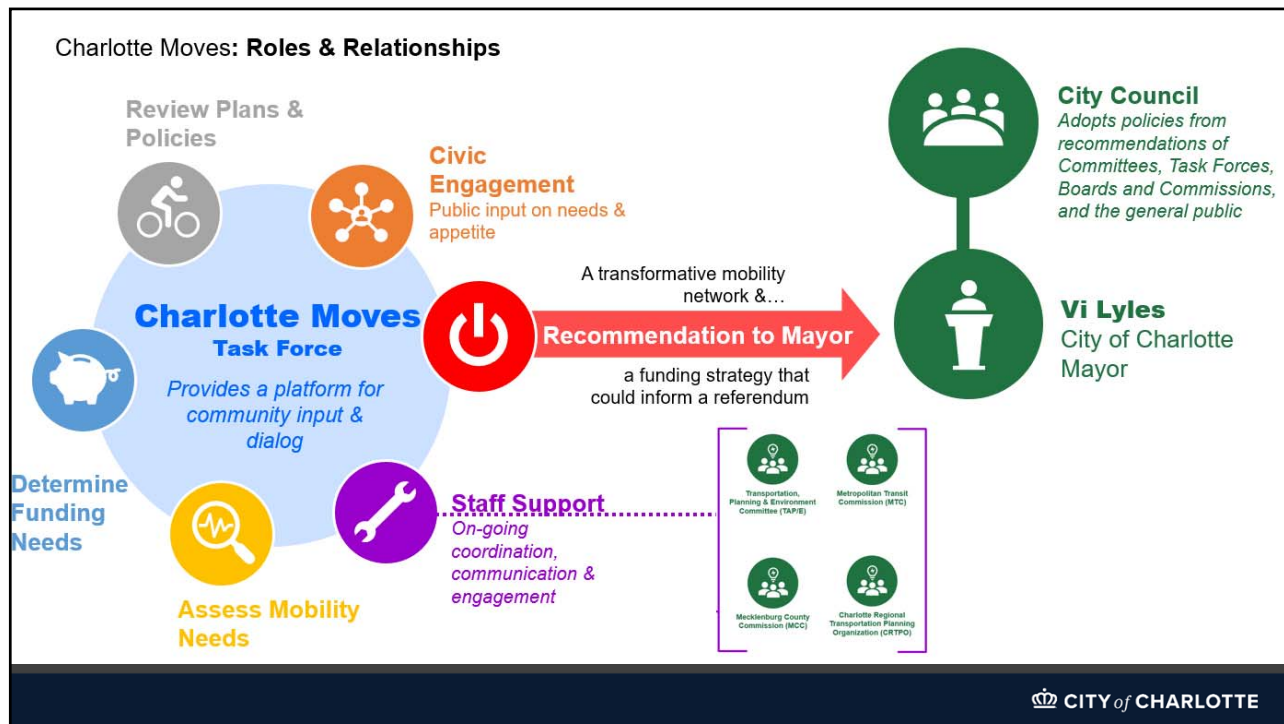 Charlotte Moves: Roles & Relationships
Review Plans &
Policies
Civic
Engagement
Public input on needs &
appetite
Charlotte Moves
Task Force
Provides a platform for
community input &
dialog
Determine
Funding
Needs
Assess Mobility
Needs
Staff Support
On-going
coordination,
communication &
engagement
A transformative mobility
network &…
Recommendation to Mayor
a funding strategy that
could inform a referendum
City Council
Adopts policies from
recommendations of
Committees, Task Forces,
Boards and Commissions,
and the general public
Vi Lyles
City of Charlotte
Mayor
Transportation,
Planning & Environment
Committee (TAP/E)
Metropolitan Transit
Commission (MTC)
Mecklenburg County
Commission (MCC)
Charlotte Regional
Transportation Planning
Organization (CRTPO)
CITY of CHARLOTTE